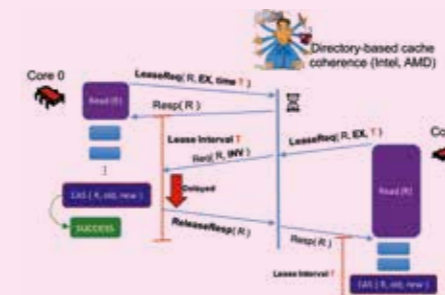 Directory-based cache
coherence (Intel, AMD)
Core 0
LeaseReq( R, EX, time T )
Read (R)
Resp( R )
Lease Interval T
LeaseReq( R, EX, T )
Req( R, INV )
Read (R)
Delayed
CAS ( R, old, new )
SUCCESS
ReleaseResp( R )
Resp( R )
Lease Interval T
CAS ( R, old, new )